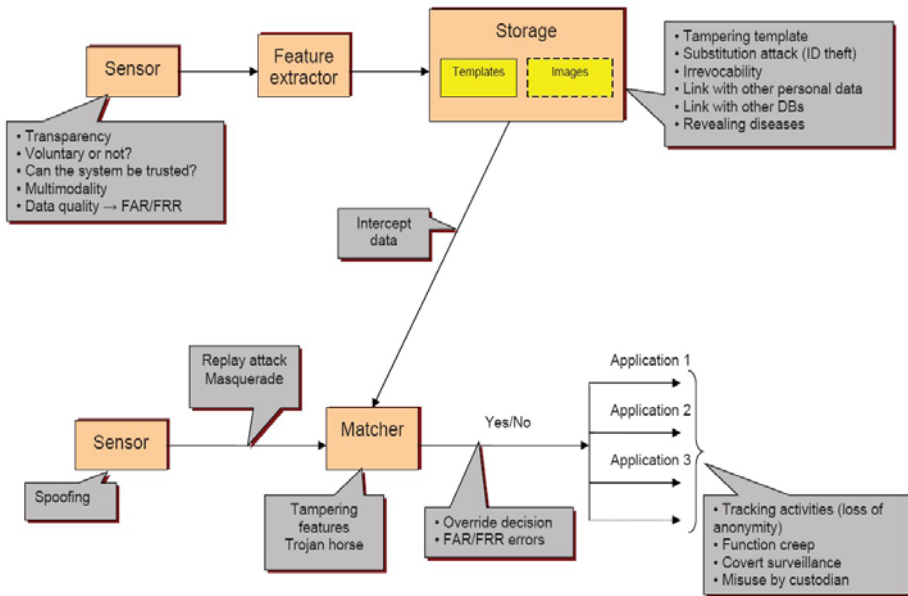 Sensor
Feature
extractor
Storage
Templates
Images
• Tampering template
• Substitution attack (ID theft)
• Irrevocability
• Link with other personal data
• Link with other DBs
• Revealing diseases
• Transparency
• Voluntary or not?
• Can the system be trusted?
• Multimodality
• Data quality → FAR/FRR
Intercept
data
Replay attack
Masquerade
Sensor
Spoofing
Matcher
Tampering
features
Trojan horse
Yes/No
• Override decision
• FAR/FRR errors
Application 1
Application 2
Application 3
• Tracking activities (loss of
anonymity)
• Function creep
• Covert surveillance
• Misuse by custodian